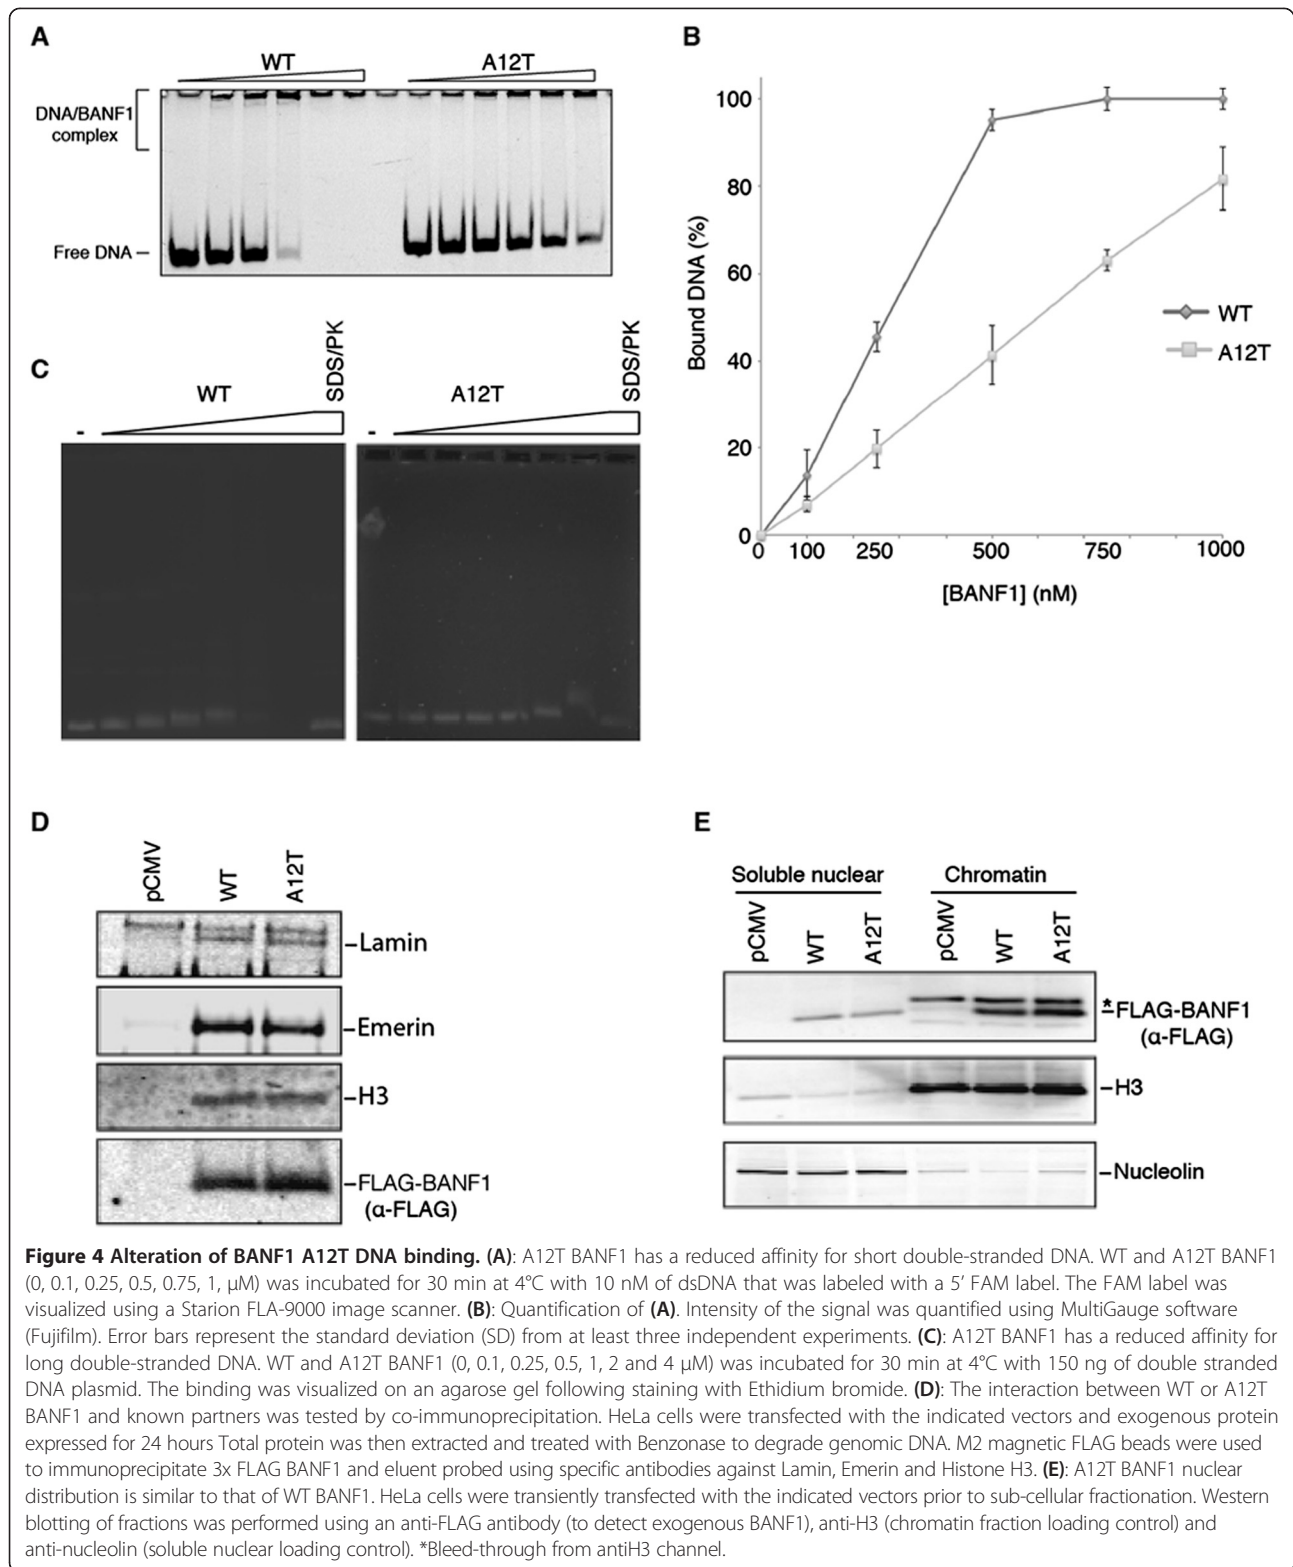 A
WT
A12T
DNA/BANF1
complex
Free DNA
B
100
80
60
40
20
0
Bound DNA (%)
0 100 250 500 750 1000
[BANF1] (nM)
WT
A12T
C
WT
SDS/PK
-
A12T
SDS/PK
-
D
pCMV
WT
A12T
Lamin
Emerin
H3
FLAG-BANF1
(α-FLAG)
E
Soluble nuclear
Chromatin
pCMV
WT
A12T
pCMV
WT
A12T
*
FLAG-BANF1
(α-FLAG)
H3
Nucleolin
Figure 4 Alteration of BANF1 A12T DNA binding. (A): A12T BANF1 has a reduced affinity for short double-stranded DNA. WT and A12T BANF1
(0, 0.1, 0.25, 0.5, 0.75, 1, μM) was incubated for 30 min at 4°C with 10 nM of dsDNA that was labeled with a 5’ FAM label. The FAM label was
visualized using a Starion FLA-9000 image scanner. (B): Quantification of (A). Intensity of the signal was quantified using MultiGauge software
(Fujifilm). Error bars represent the standard deviation (SD) from at least three independent experiments. (C): A12T BANF1 has a reduced affinity for
long double-stranded DNA. WT and A12T BANF1 (0, 0.1, 0.25, 0.5, 1, 2 and 4 μM) was incubated for 30 min at 4°C with 150 ng of double stranded
DNA plasmid. The binding was visualized on an agarose gel following staining with Ethidium bromide. (D): The interaction between WT or A12T
BANF1 and known partners was tested by co-immunoprecipitation. HeLa cells were transfected with the indicated vectors and exogenous protein
expressed for 24 hours Total protein was then extracted and treated with Benzonase to degrade genomic DNA. M2 magnetic FLAG beads were used
to immunoprecipitate 3x FLAG BANF1 and eluent probed using specific antibodies against Lamin, Emerin and Histone H3. (E): A12T BANF1 nuclear
distribution is similar to that of WT BANF1. HeLa cells were transiently transfected with the indicated vectors prior to sub-cellular fractionation. Western
blotting of fractions was performed using an anti-FLAG antibody (to detect exogenous BANF1), anti-H3 (chromatin fraction loading control) and
anti-nucleolin (soluble nuclear loading control). *Bleed-through from antiH3 channel.